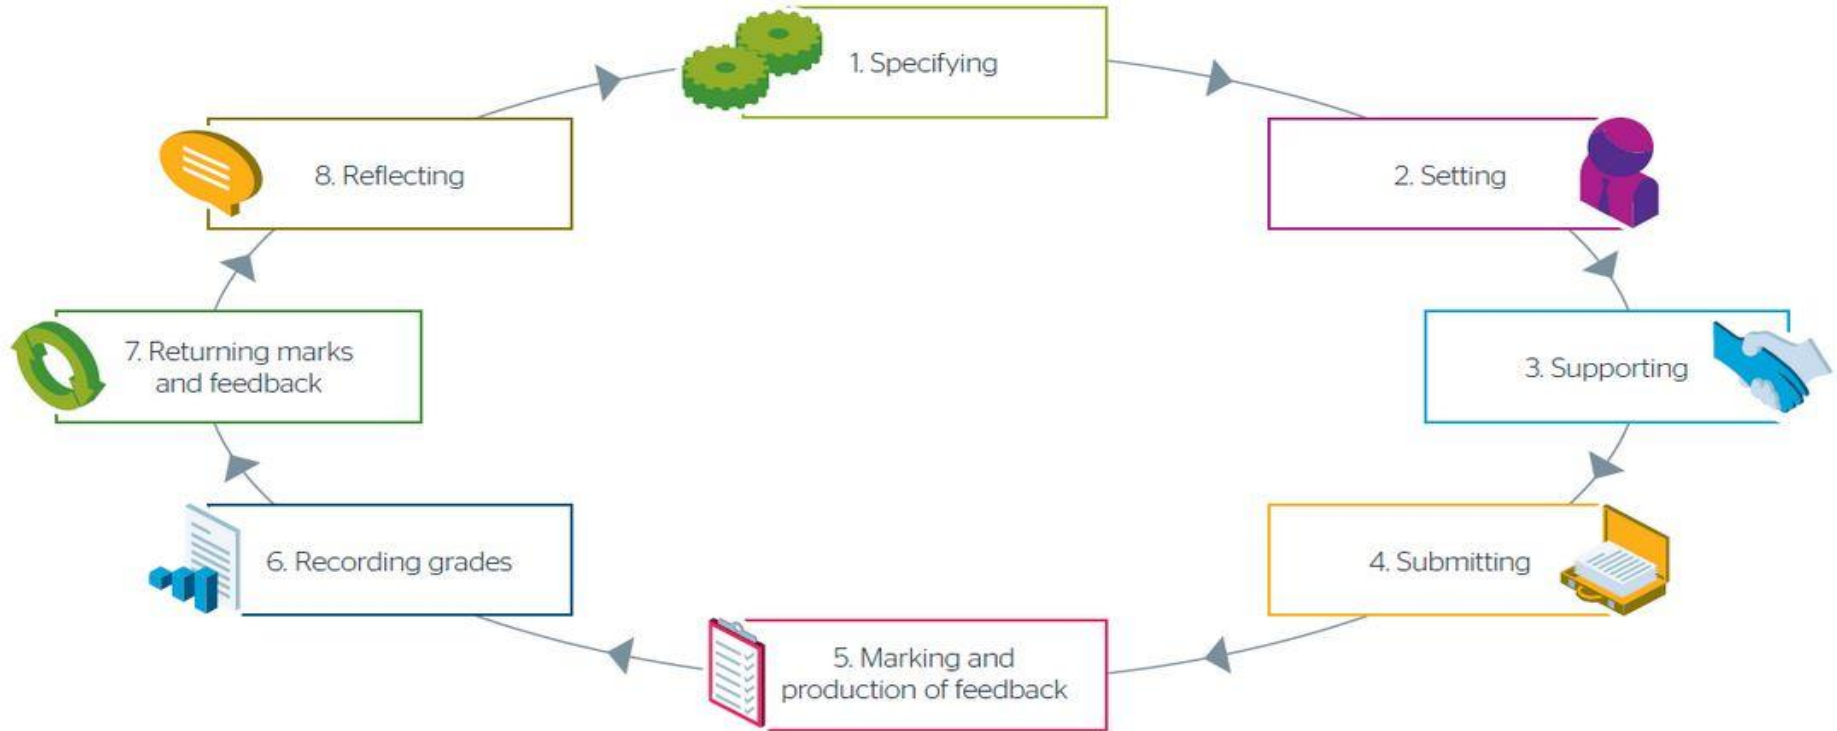 1. Specifying
2. Setting
3. Supporting
4. Submitting
5. Marking and
production of feedback
6. Recording grades
7. Returning marks
and feedback
8. Reflecting